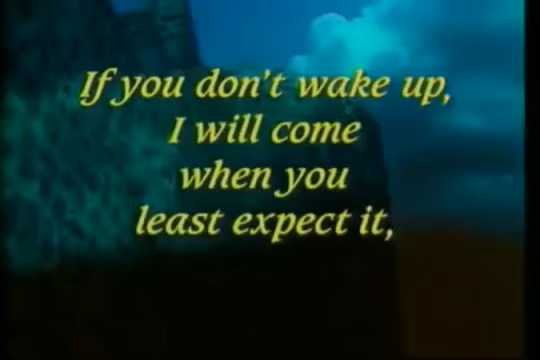 If you don't wake up,
I will come
when you
least expect it,